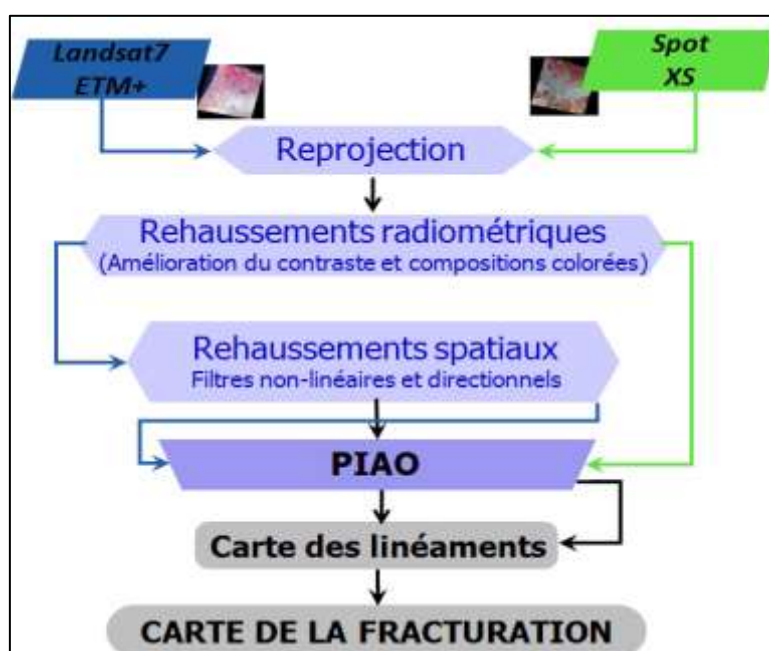 Landsat7
ETM+
Spot
XS
Reprojection
Rehaussements radiométriques
(Amélioration du contraste et compositions colorées)
Rehaussements spatiaux
Filtres non-linéaires et directionnels
PIAO
Carte des linéaments
CARTE DE LA FRACTURATION